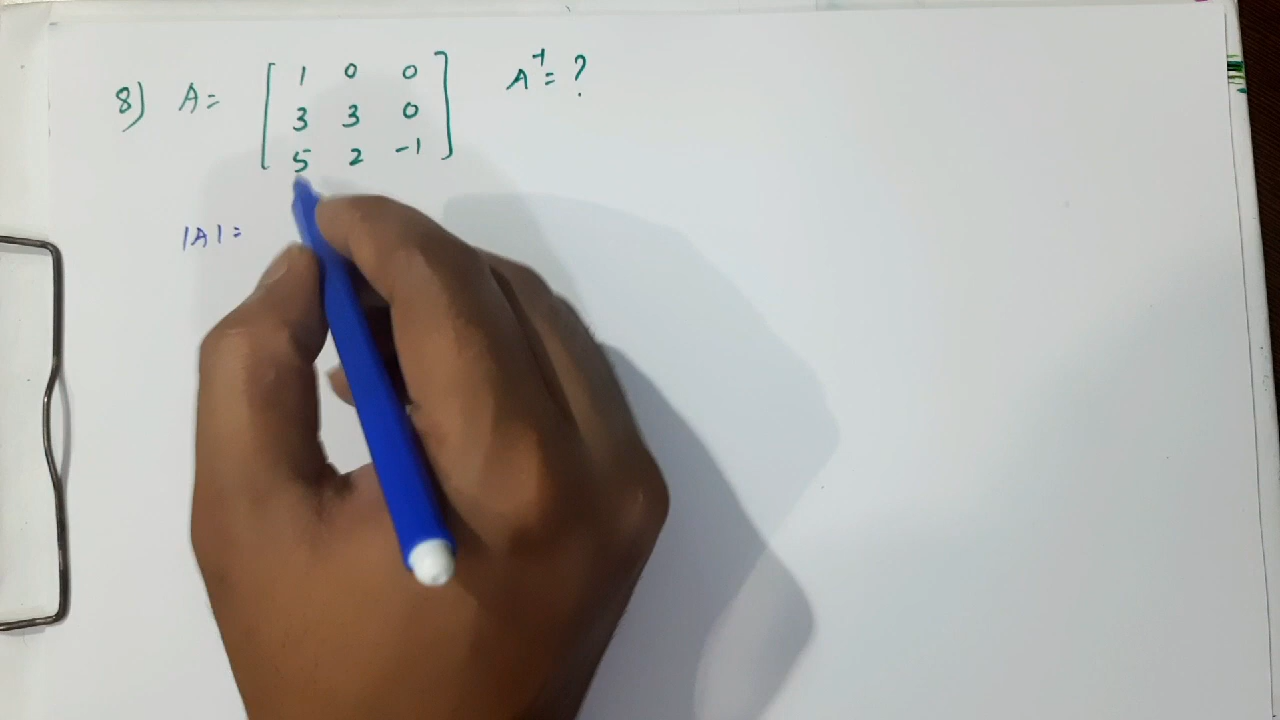 8) A = [ 1 0 0 A⁻¹ = ?
3 3 0
5 2 -1 ]
|A| =